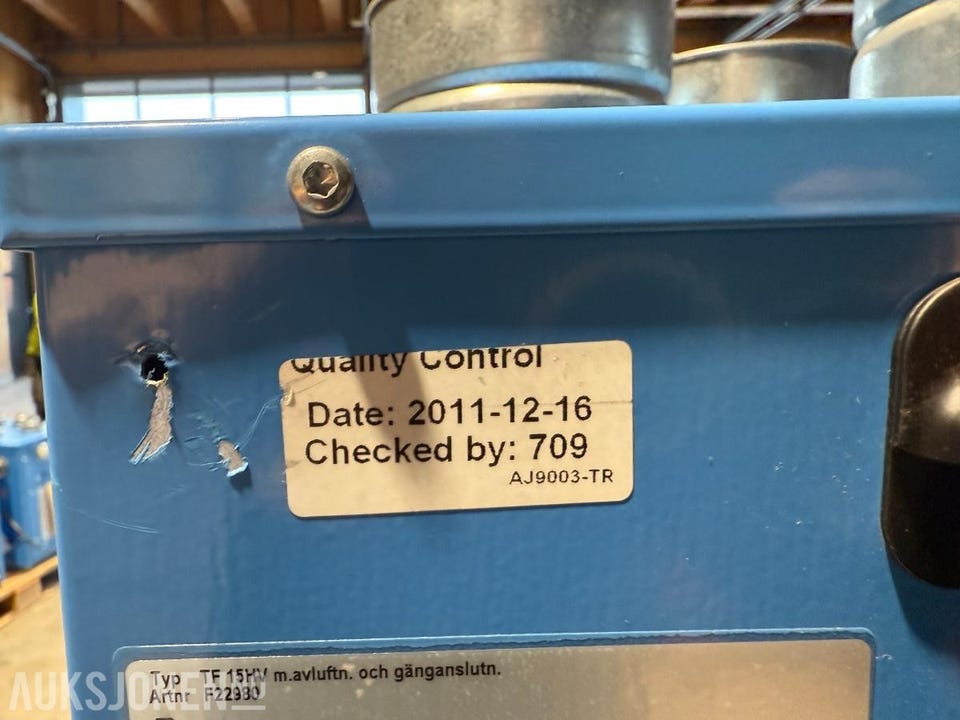 Quality Control
Date: 2011-12-16
Checked by: 709
AJ9003-TR
Typ TF 15HV m.avluftn. och gänganslutn.
Artnr F22980
AUKSJONEN